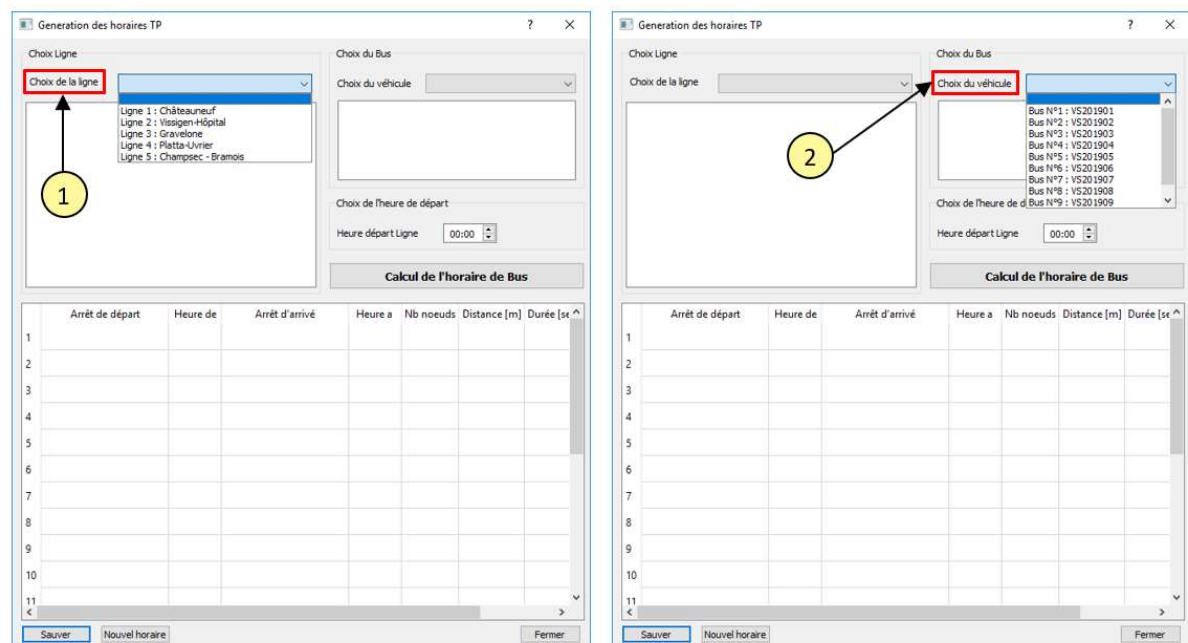 Generation des horaires TP ? ×
Choix Ligne
Choix de la ligne
Ligne 1 : Châteauneuf
Ligne 2 : Vissigen-Hôpital
Ligne 3 : Gravelone
Ligne 4 : Platta-Uvrier
Ligne 5 : Champsec - Bramois
1
Choix du Bus
Choix du véhicule
Choix de l'heure de départ
Heure départ Ligne 00:00
Calcul de l'horaire de Bus
Arrêt de départ Heure de Arrêt d'arrivé Heure a Nb noeuds Distance [m] Durée [se
1
2
3
4
5
6
7
8
9
10
11
Sauver Nouvel horaire Fermer
Generation des horaires TP ? ×
Choix Ligne
Choix de la ligne
Choix du Bus
Choix du véhicule
2
Bus N°1 : VS201901
Bus N°2 : VS201902
Bus N°3 : VS201903
Bus N°4 : VS201904
Bus N°5 : VS201905
Bus N°6 : VS201906
Bus N°7 : VS201907
Bus N°8 : VS201908
Bus N°9 : VS201909
Choix de l'heure de d
Heure départ Ligne 00:00
Calcul de l'horaire de Bus
Arrêt de départ Heure de Arrêt d'arrivé Heure a Nb noeuds Distance [m] Durée [se
1
2
3
4
5
6
7
8
9
10
11
Sauver Nouvel horaire Fermer